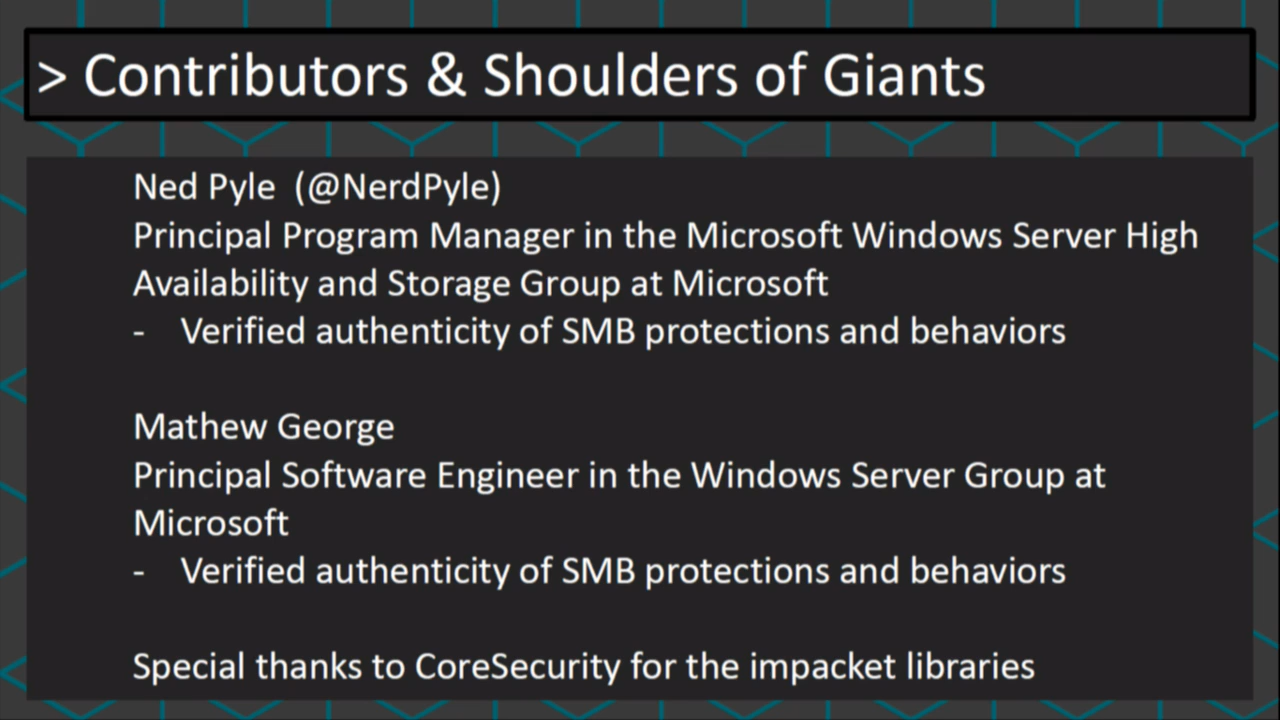 > Contributors & Shoulders of Giants
Ned Pyle (@NerdPyle)
Principal Program Manager in the Microsoft Windows Server High
Availability and Storage Group at Microsoft
- Verified authenticity of SMB protections and behaviors
Mathew George
Principal Software Engineer in the Windows Server Group at
Microsoft
- Verified authenticity of SMB protections and behaviors
Special thanks to CoreSecurity for the impacket libraries